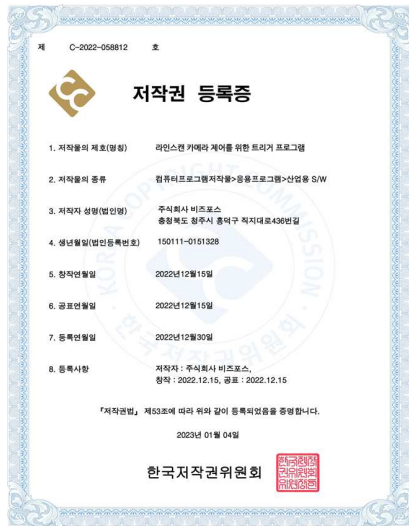 제 C-2022-058812 호
저작권 등록증
1. 저작물의 제호(명칭) 라인스캔 카메라 제어를 위한 트리거 프로그램
2. 저작물의 종류 컴퓨터프로그램저작물>응용프로그램>산업용 S/W
3. 저작자 성명(법인명) 주식회사 비즈포스
충청북도 청주시 흥덕구 직지대로436번길
4. 생년월일(법인등록번호) 150111-0151328
5. 창작연월일 2022년12월15일
6. 공표연월일 2022년12월15일
7. 등록연월일 2022년12월30일
8. 등록사항 저작자 : 주식회사 비즈포스,
창작 : 2022.12.15, 공표 : 2022.12.15
『저작권법』 제53조에 따라 위와 같이 등록되었음을 증명합니다.
2023년 01월 04일
한국저작권위원회
KOREA COPYRIGHT COMMISSION
한국저작권위원회